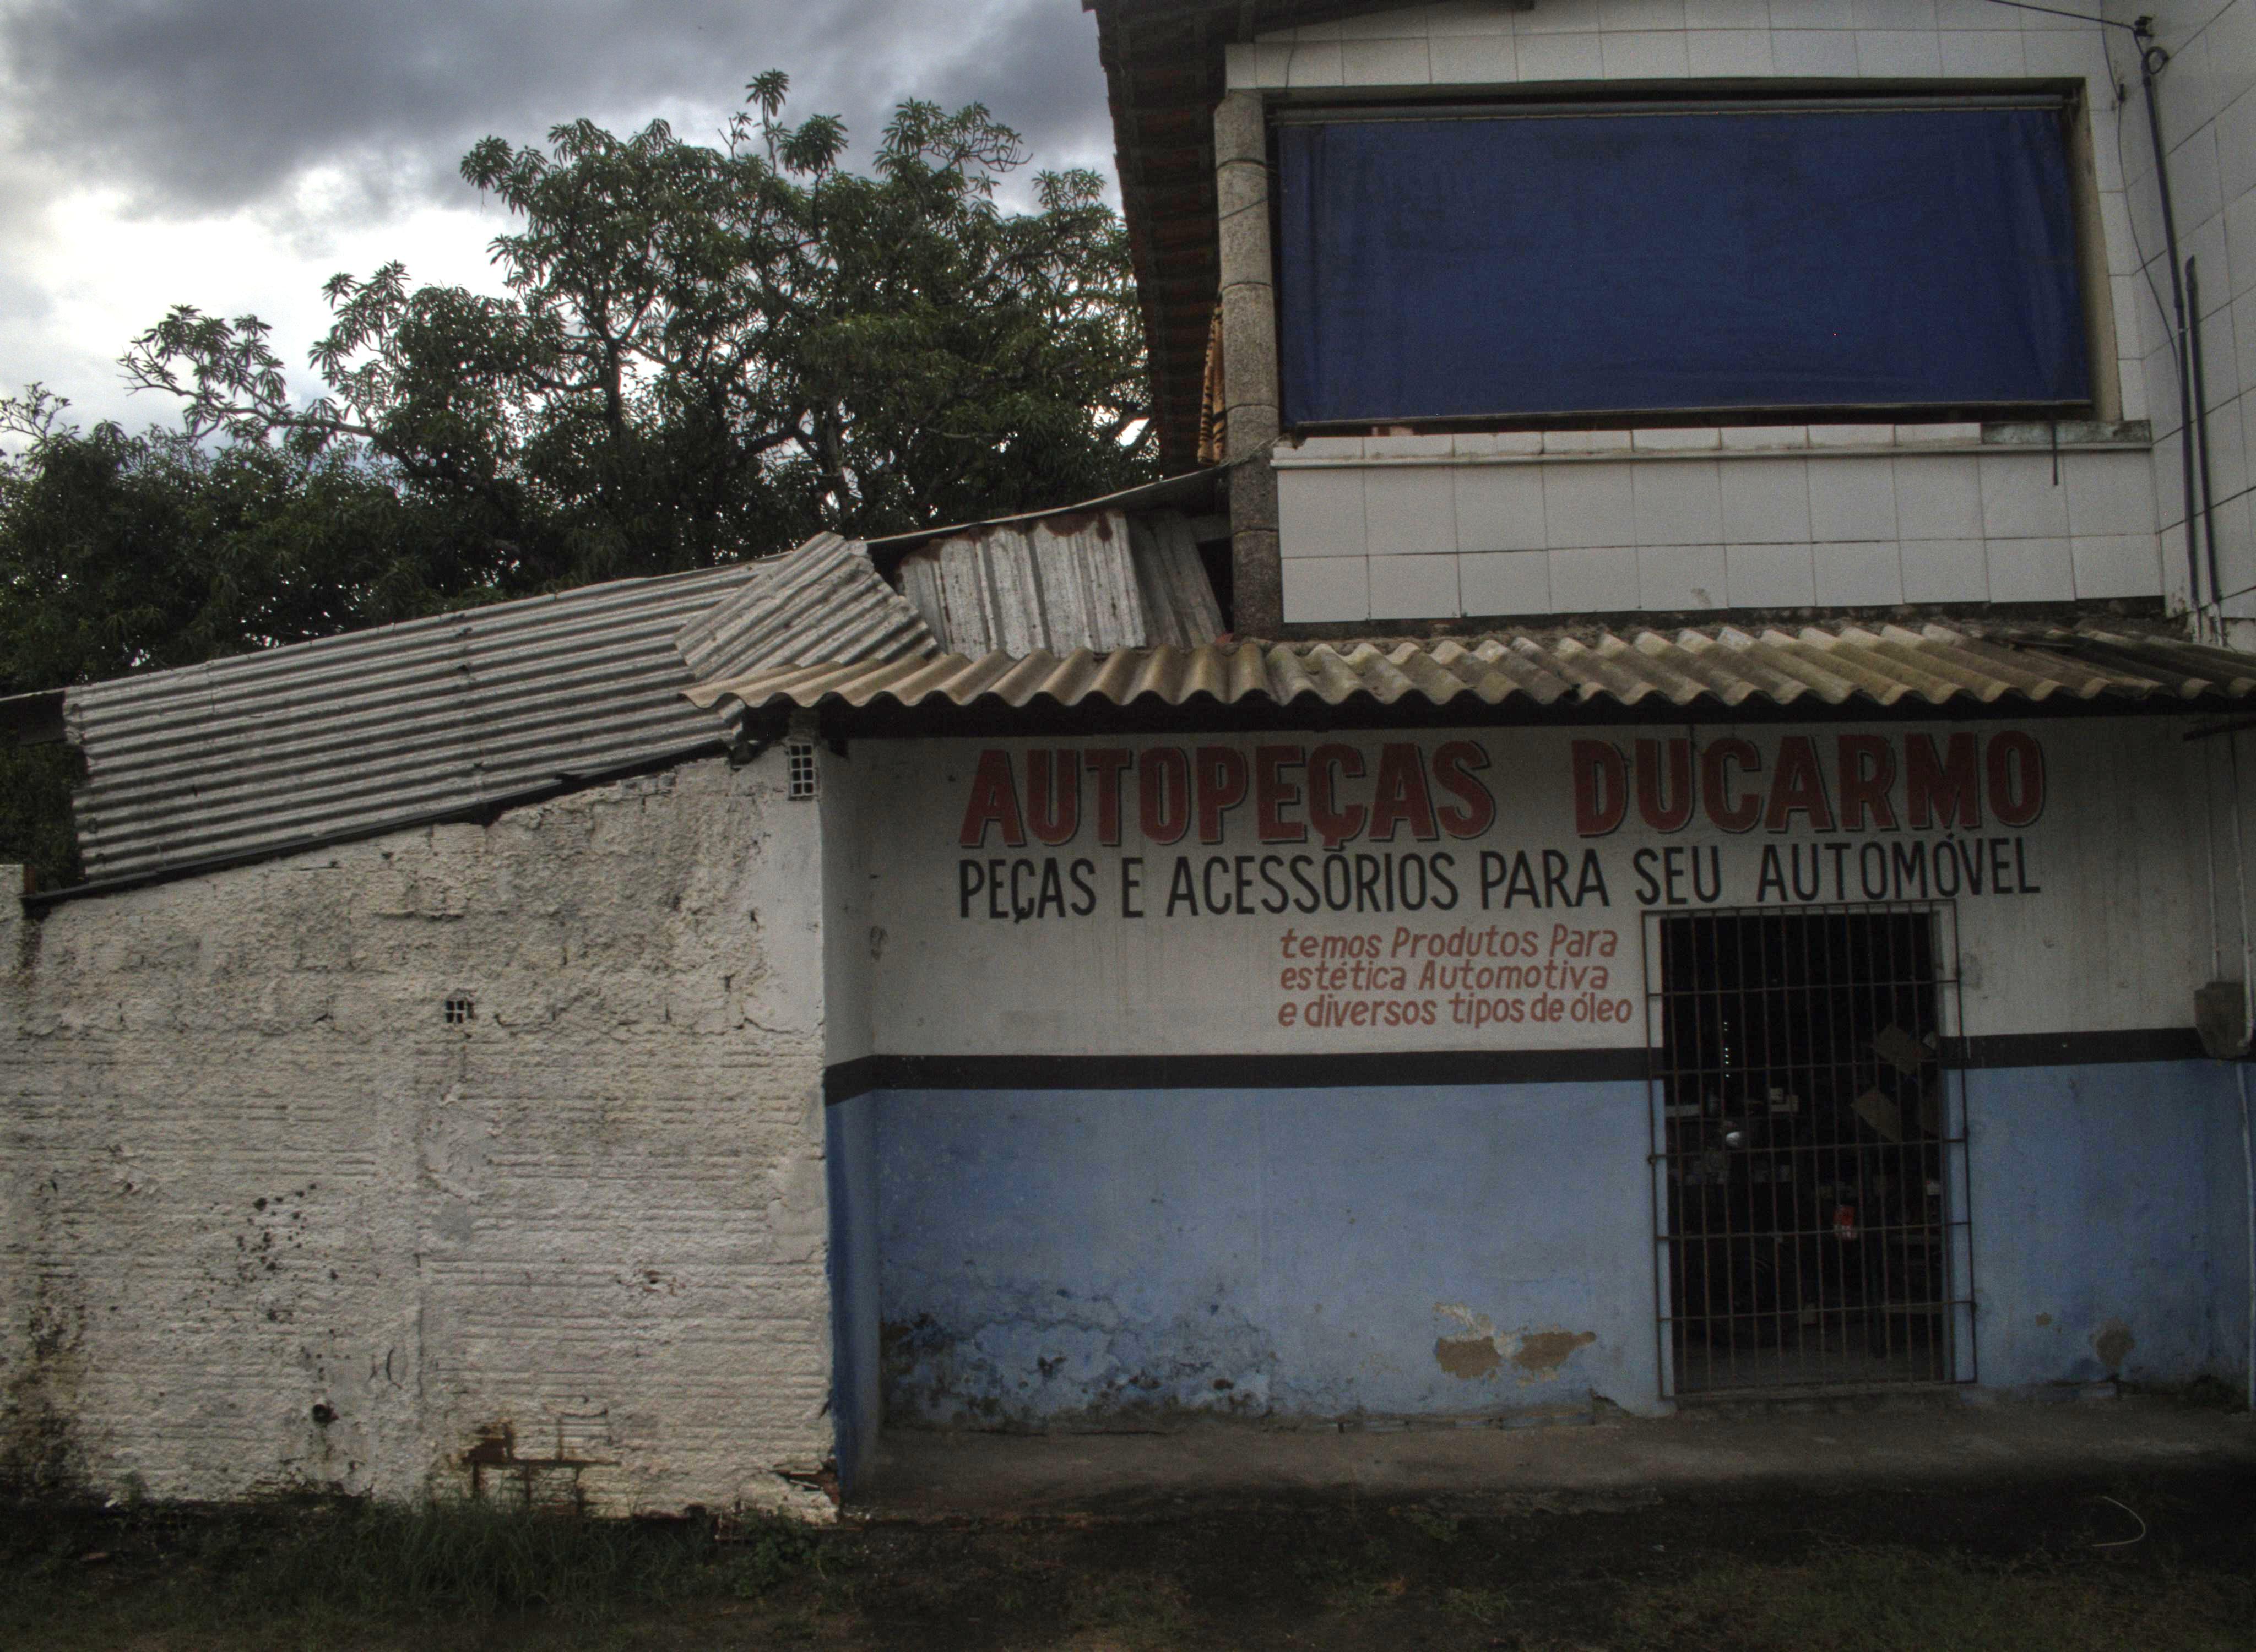 AUTOPEÇAS DUCARMO
PEÇAS E ACESSÓRIOS PARA SEU AUTOMÓVEL
temos Produtos Para
estética Automotiva
e diversos tipos de óleo